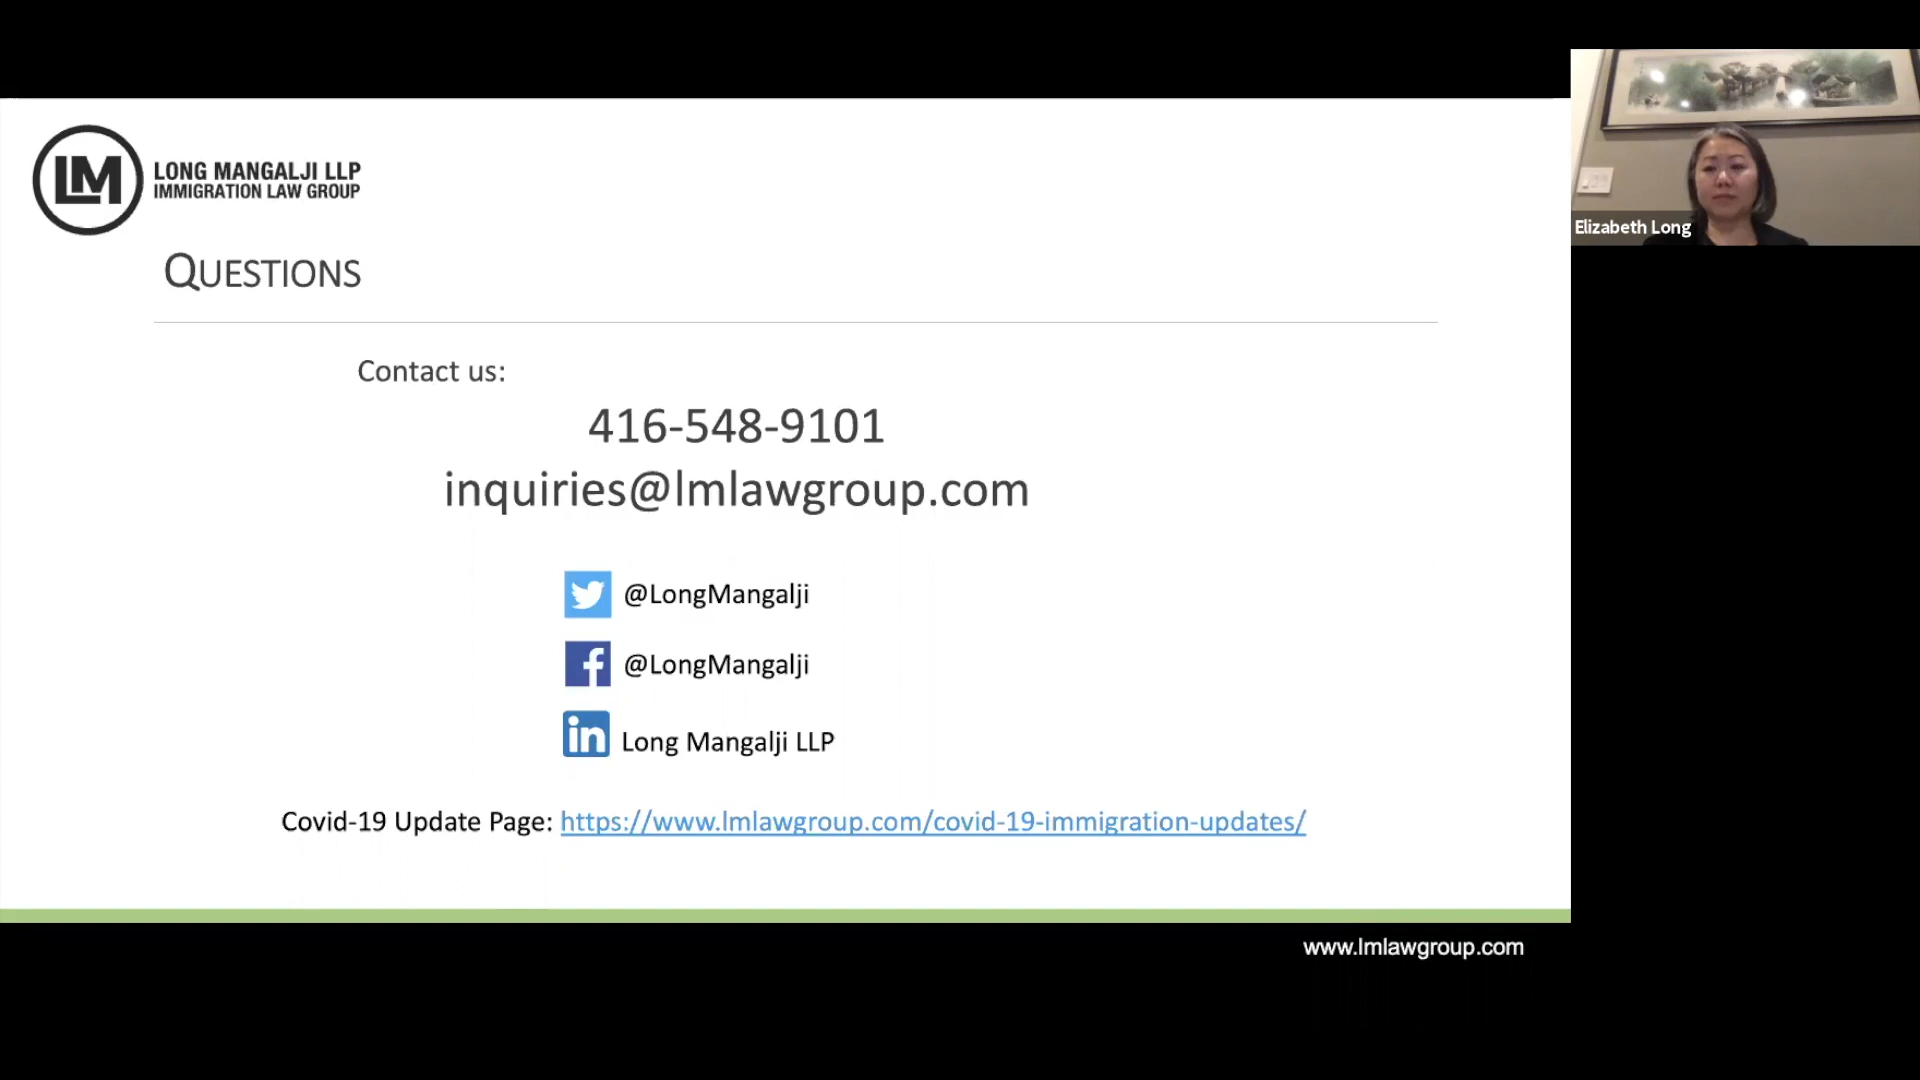 LM
LONG MANGALJI LLP
IMMIGRATION LAW GROUP
QUESTIONS
Contact us:
416-548-9101
inquiries@lmlawgroup.com
@LongMangalji
@LongMangalji
in Long Mangalji LLP
Covid-19 Update Page: https://www.lmlawgroup.com/covid-19-immigration-updates/
www.lmlawgroup.com
Elizabeth Long